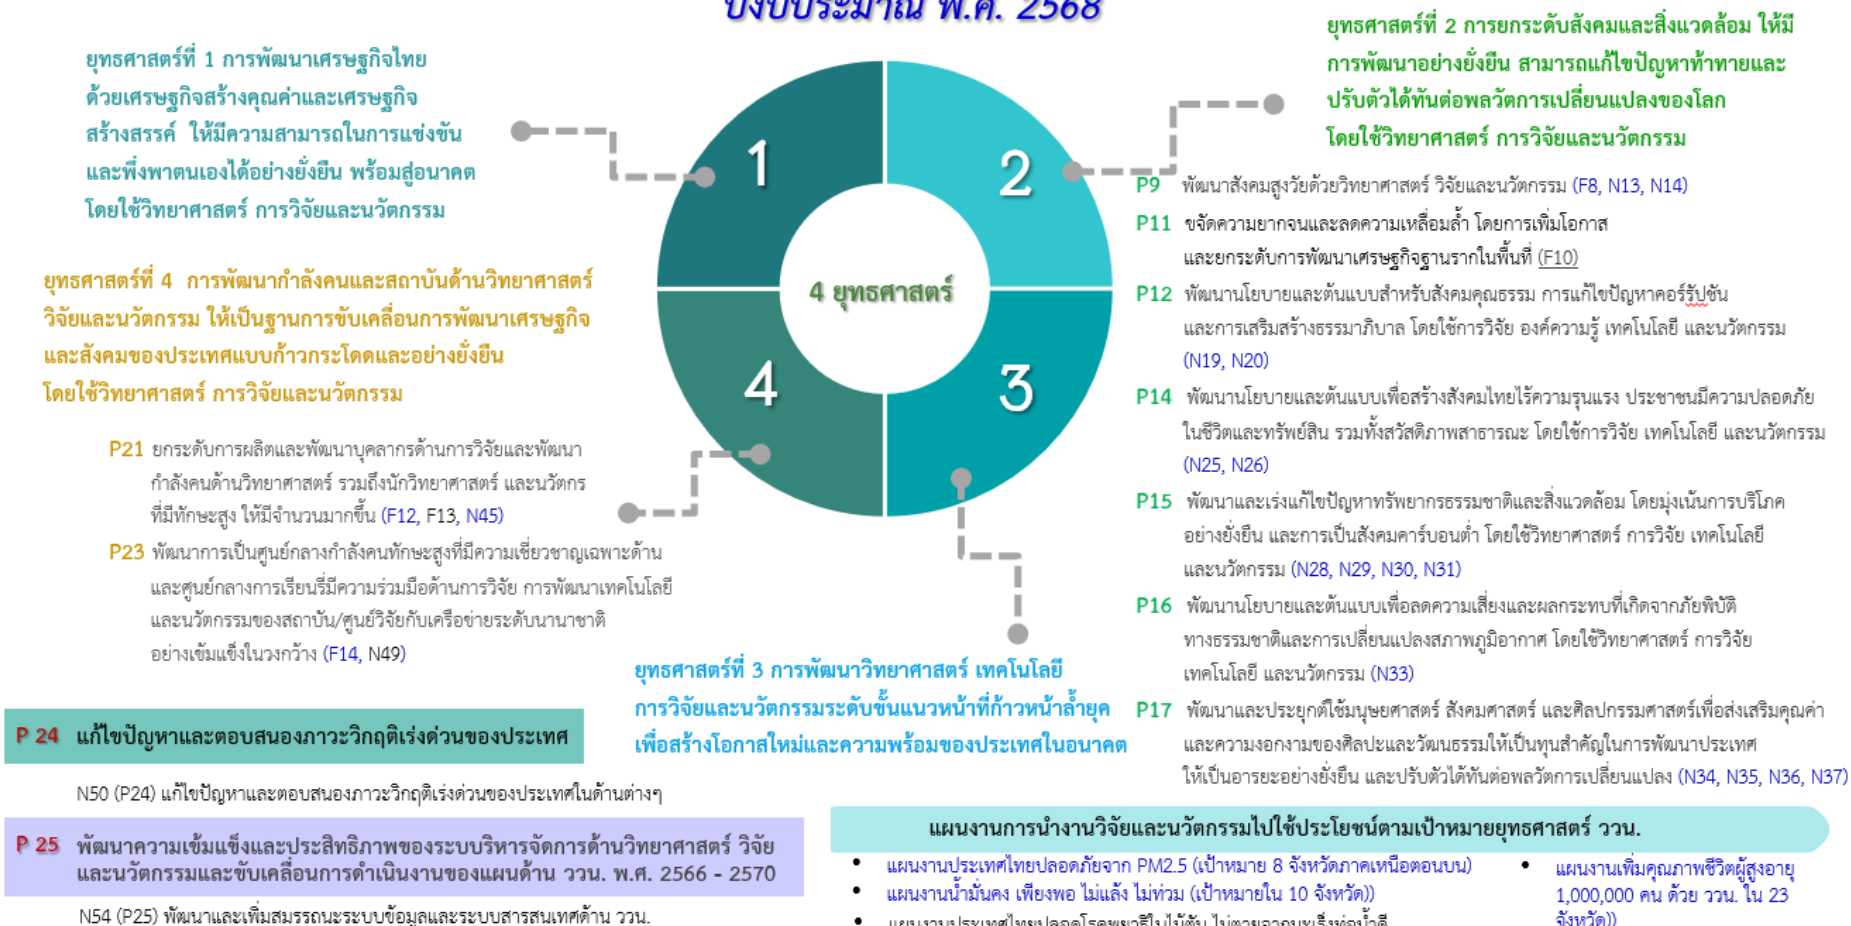 ปีงบประมาณ พ.ศ. 2568
ยุทธศาสตร์ที่ 1 การพัฒนาเศรษฐกิจไทย
ด้วยเศรษฐกิจสร้างคุณค่าและเศรษฐกิจ
สร้างสรรค์ ให้มีความสามารถในการแข่งขัน
และพึ่งพาตนเองได้อย่างยั่งยืน พร้อมสู่อนาคต
โดยใช้วิทยาศาสตร์ การวิจัยและนวัตกรรม
ยุทธศาสตร์ที่ 2 การยกระดับสังคมและสิ่งแวดล้อม ให้มี
การพัฒนาอย่างยั่งยืน สามารถแก้ไขปัญหาท้าทายและ
ปรับตัวได้ทันต่อพลวัตการเปลี่ยนแปลงของโลก
โดยใช้วิทยาศาสตร์ การวิจัยและนวัตกรรม
1
2
4 ยุทธศาสตร์
4
3
P9 พัฒนาสังคมสูงวัยด้วยวิทยาศาสตร์ วิจัยและนวัตกรรม (F8, N13, N14)
P11 ขจัดความยากจนและลดความเหลื่อมล้ำ โดยการเพิ่มโอกาส
และยกระดับการพัฒนาเศรษฐกิจฐานรากในพื้นที่ (F10)
P12 พัฒนานโยบายและต้นแบบสำหรับสังคมคุณธรรม การแก้ไขปัญหาคอร์รัปชัน
และการเสริมสร้างธรรมาภิบาล โดยใช้การวิจัย องค์ความรู้ เทคโนโลยี และนวัตกรรม
(N19, N20)
P14 พัฒนานโยบายและต้นแบบเพื่อสร้างสังคมไทยไร้ความรุนแรง ประชาชนมีความปลอดภัย
ในชีวิตและทรัพย์สิน รวมทั้งสวัสดิภาพสาธารณะ โดยใช้การวิจัย เทคโนโลยี และนวัตกรรม
(N25, N26)
P15 พัฒนาและเร่งแก้ไขปัญหาทรัพยากรธรรมชาติและสิ่งแวดล้อม โดยมุ่งเน้นการบริโภค
อย่างยั่งยืน และการเป็นสังคมคาร์บอนต่ำ โดยใช้วิทยาศาสตร์ การวิจัย เทคโนโลยี
และนวัตกรรม (N28, N29, N30, N31)
P16 พัฒนานโยบายและต้นแบบเพื่อลดความเสี่ยงและผลกระทบที่เกิดจากภัยพิบัติ
ทางธรรมชาติและการเปลี่ยนแปลงสภาพภูมิอากาศ โดยใช้วิทยาศาสตร์ การวิจัย
เทคโนโลยี และนวัตกรรม (N33)
P17 พัฒนาและประยุกต์ใช้มนุษยศาสตร์ สังคมศาสตร์ และศิลปกรรมศาสตร์เพื่อส่งเสริมคุณค่า
และความงอกงามของศิลปะและวัฒนธรรมให้เป็นทุนสำคัญในการพัฒนาประเทศ
ให้เป็นอารยะอย่างยั่งยืน และปรับตัวได้ทันต่อพลวัตการเปลี่ยนแปลง (N34, N35, N36, N37)
ยุทธศาสตร์ที่ 4 การพัฒนากำลังคนและสถาบันด้านวิทยาศาสตร์
วิจัยและนวัตกรรม ให้เป็นฐานการขับเคลื่อนการพัฒนาเศรษฐกิจ
และสังคมของประเทศแบบก้าวกระโดดและอย่างยั่งยืน
โดยใช้วิทยาศาสตร์ การวิจัยและนวัตกรรม
P21 ยกระดับการผลิตและพัฒนาบุคลากรด้านการวิจัยและพัฒนา
กำลังคนด้านวิทยาศาสตร์ รวมถึงนักวิทยาศาสตร์ และนวัตกร
ที่มีทักษะสูง ให้มีจำนวนมากขึ้น (F12, F13, N45)
P23 พัฒนาการเป็นศูนย์กลางกำลังคนทักษะสูงที่มีความเชี่ยวชาญเฉพาะด้าน
และศูนย์กลางการเรียนรี่มีความร่วมมือด้านการวิจัย การพัฒนาเทคโนโลยี
และนวัตกรรมของสถาบัน/ศูนย์วิจัยกับเครือข่ายระดับนานาชาติ
อย่างเข้มแข็งในวงกว้าง (F14, N49)
ยุทธศาสตร์ที่ 3 การพัฒนาวิทยาศาสตร์ เทคโนโลยี
การวิจัยและนวัตกรรมระดับขั้นแนวหน้าที่ก้าวหน้าล้ำยุค
เพื่อสร้างโอกาสใหม่และความพร้อมของประเทศในอนาคต
P 24 แก้ไขปัญหาและตอบสนองภาวะวิกฤติเร่งด่วนของประเทศ
N50 (P24) แก้ไขปัญหาและตอบสนองภาวะวิกฤติเร่งด่วนของประเทศในด้านต่างๆ
P 25 พัฒนาความเข้มแข็งและประสิทธิภาพของระบบบริหารจัดการด้านวิทยาศาสตร์ วิจัย
และนวัตกรรมและขับเคลื่อนการดำเนินงานของแผนด้าน ววน. พ.ศ. 2566 - 2570
N54 (P25) พัฒนาและเพิ่มสมรรถนะระบบข้อมูลและระบบสารสนเทศด้าน ววน.
แผนงานการนำงานวิจัยและนวัตกรรมไปใช้ประโยชน์ตามเป้าหมายยุทธศาสตร์ ววน.
• แผนงานประเทศไทยปลอดภัยจาก PM2.5 (เป้าหมาย 8 จังหวัดภาคเหนือตอนบน)
• แผนงานน้ำมั่นคง เพียงพอ ไม่แล้ง ไม่ท่วม (เป้าหมายใน 10 จังหวัด))
• แผนงานประเทศไทยปลอดโรคพยาธิใบไม้ตับ ไม่ตายจากมะเร็งท่อน้ำดี
• แผนงานเพิ่มคุณภาพชีวิตผู้สูงอายุ
1,000,000 คน ด้วย ววน. ใน 23
จังหวัด))